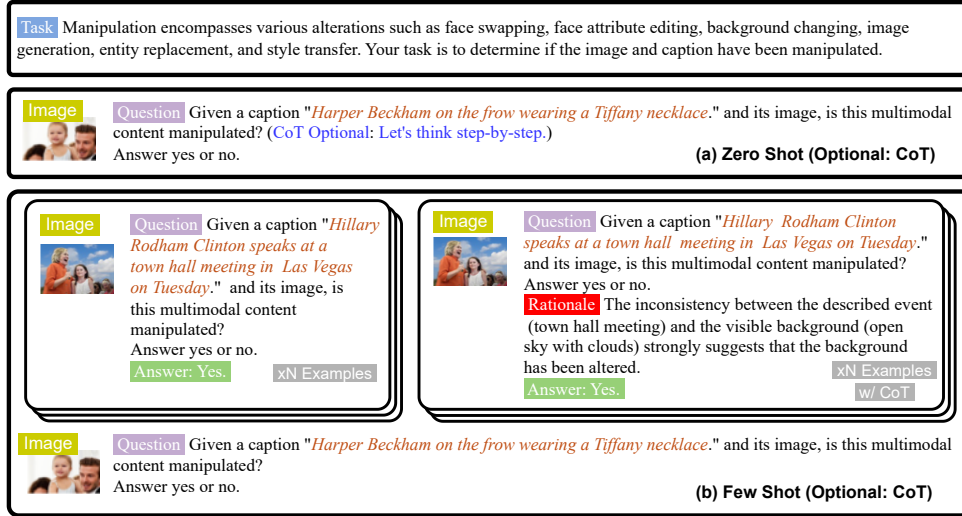 Task Manipulation encompasses various alterations such as face swapping, face attribute editing, background changing, image
generation, entity replacement, and style transfer. Your task is to determine if the image and caption have been manipulated.
Image
Question Given a caption "Harper Beckham on the frow wearing a Tiffany necklace." and its image, is this multimodal
content manipulated? (CoT Optional: Let's think step-by-step.)
Answer yes or no.
(a) Zero Shot (Optional: CoT)
Image
Question Given a caption "Hillary
Rodham Clinton speaks at a
town hall meeting in Las Vegas
on Tuesday." and its image, is
this multimodal content
manipulated?
Answer yes or no.
Answer: Yes.
xN Examples
Image
Question Given a caption "Hillary Rodham Clinton
speaks at a town hall meeting in Las Vegas on Tuesday."
and its image, is this multimodal content manipulated?
Answer yes or no.
Rationale The inconsistency between the described event
(town hall meeting) and the visible background (open
sky with clouds) strongly suggests that the background
has been altered.
xN Examples
Answer: Yes.
w/ CoT
Image
Question Given a caption "Harper Beckham on the frow wearing a Tiffany necklace." and its image, is this multimodal
content manipulated?
Answer yes or no.
(b) Few Shot (Optional: CoT)